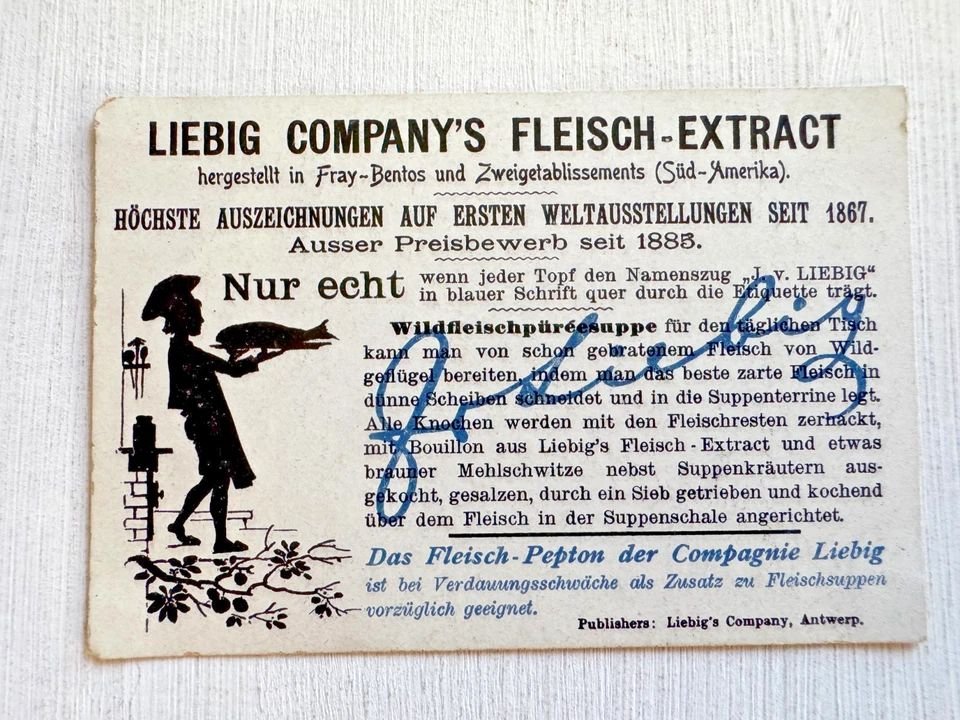 LIEBIG COMPANY'S FLEISCH-EXTRACT
hergestellt in Fray-Bentos und Zweigetablissements (Süd-Amerika).
HÖCHSTE AUSZEICHNUNGEN AUF ERSTEN WELTAUSSTELLUNGEN SEIT 1867.
Ausser Preisbewerb seit 1885.
Nur echt wenn jeder Topf den Namenszug „J. v. LIEBIG“
in blauer Schrift quer durch die Etiquette trägt.
Wildfleischpüréesuppe für den täglichen Tisch
kann man von schon gebratenem Fleisch von Wild-
geflügel bereiten, indem man das beste zarte Fleisch in
dünne Scheiben schneidet und in die Suppenterrine legt.
Alle Knochen werden mit den Fleischresten zerhackt,
mit Bouillon aus Liebig's Fleisch-Extract und etwas
brauner Mehlschwitze nebst Suppenkräutern aus-
gekocht, gesalzen, durch ein Sieb getrieben und kochend
über dem Fleisch in der Suppenschale angerichtet.
J. v. Liebig
Das Fleisch-Pepton der Compagnie Liebig
ist bei Verdauungsschwäche als Zusatz zu Fleischsuppen
vorzüglich geeignet.
Publishers: Liebig's Company, Antwerp.